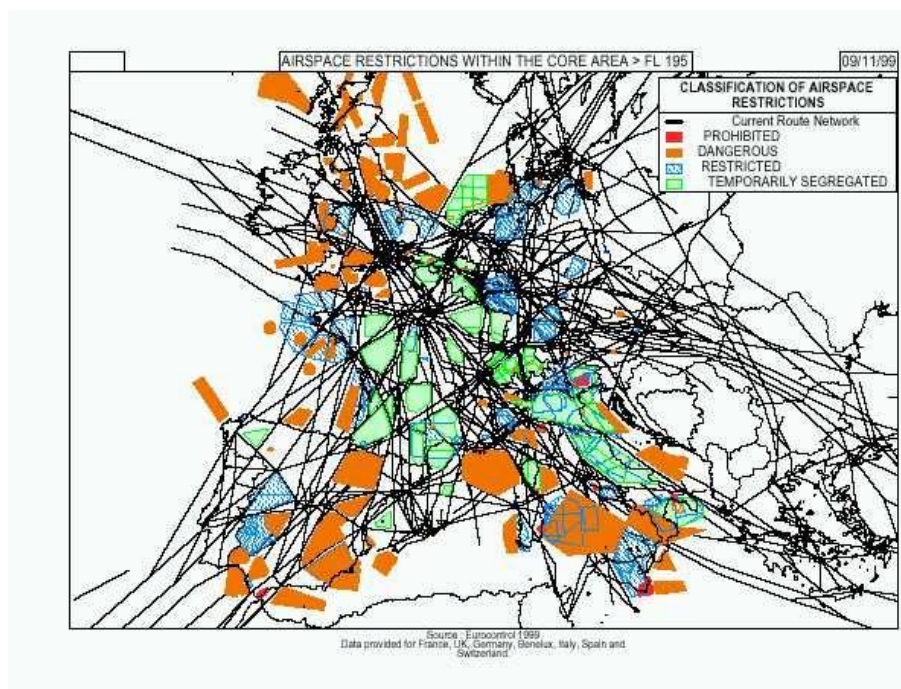 AIRSPACE RESTRICTIONS WITHIN THE CORE AREA > FL 195
09/11/99
CLASSIFICATION OF AIRSPACE
RESTRICTIONS
Current Route Network
PROHIBITED
DANGEROUS
RESTRICTED
TEMPORARILY SEGREGATED
Source : Eurocontrol 1999
Data provided for France, UK, Germany, Benelux, Italy, Spain and
Switzerland